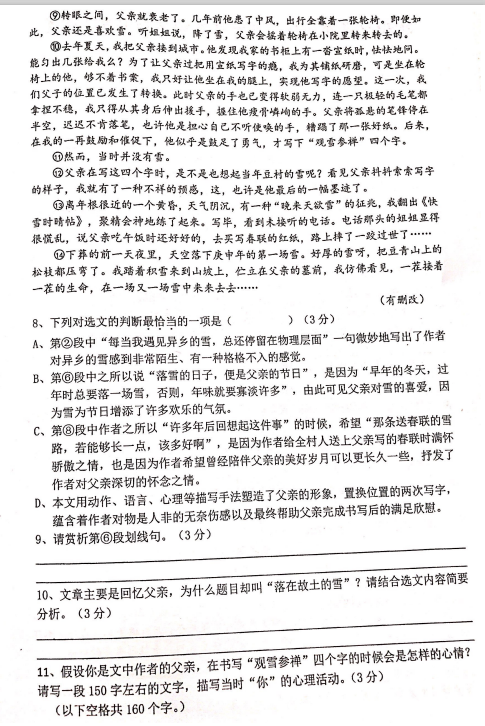 ⑨转眼之间，父亲就衰老了。几年前他患了中风，出行全靠着一张轮椅。即便如
此，父亲还是喜欢雪。听姐姐说，降了雪，父亲会摇着轮椅在小院里转来转去的。
⑩去年夏天，我把父亲接到城市。他发现我家的书柜上有一沓宣纸时，怯怯地问。
能匀出几张给我么？为了让父亲过把用宣纸写字的瘾，我为其铺纸研磨，可是坐在轮
椅上的他，够不着书案，我只好让他坐在我的腿上，实现他写字的愿望。这一次，我
们父子的位置已发生了转换。此时父亲的手也已变得软弱无力，连一只极轻的毛笔都
拿捏不稳，我只得从其身后伸出援手，握住他瘦骨嶙峋的手。父亲将孤悬的笔锋停在
半空，迟迟不肯落笔，也许他是担心自己不听使唤的手，糟蹋了那一张好纸。后来，
在我的一再鼓励和催促下，他似乎是鼓足了勇气，才写下“观雪参禅”四个字。
⑪然而，当时并没有雪。
⑫父亲在写这四个字时，是不是也想起当年豆村的雪呢？看见父亲抖抖索索写字
的样子，我就有了一种不祥的预感，这，也许是他最后的一幅墨迹了。
⑬离年根很近的一个黄昏，天气阴沉，有一种“晚来天欲雪”的征兆，我翻出《快
雪时晴帖》，聚精会神地练了起来。写毕，看到未接听的电话。电话那头的姐姐显得
很慌乱，说父亲吃午饭时还好好的，去买写春联的红纸，路上摔了一跤过世了……
⑭下葬的前一天夜里，天空落下庚申年的第一场雪。好厚的雪呀，把豆青山上的
松枝都压弯了。我踏着积雪来到山坡上，伫立在父亲的墓前，我仿佛看见，一茬接着
一茬的生命，在一场又一场雪中来来去去……
（有删改）
8、下列对选文的判断最恰当的一项是（　　　）（3分）
A、第②段中“每当我遇见异乡的雪，总还停留在物理层面”一句微妙地写出了作者
对异乡的雪感到非常陌生、有一种格格不入的感觉。
B、第⑥段中之所以说“落雪的日子，便是父亲的节日”，是因为“早年的冬天，过
年时总要落一场雪，否则，年味就要寡淡许多”，由此可见父亲对雪的喜爱，因
为雪为节日增添了许多欢乐的气氛。
C、第⑧段中作者之所以“许多年后回想起这件事”的时候，希望“那条送春联的雪
路，若能够长一点，该多好啊”，是因为作者给全村人送上父亲写的春联时满怀
骄傲之情，也是因为作者希望曾经陪伴父亲的美好岁月可以更长久一些，抒发了
作者对父亲深切的怀念之情。
D、本文用动作、语言、心理等描写手法塑造了父亲的形象，置换位置的两次写字，
蕴含着作者对物是人非的无奈伤感以及最终帮助父亲完成书写后的满足欣慰。
9、请赏析第⑥段划线句。（3分）
10、文章主要是回忆父亲，为什么题目却叫“落在故土的雪”？请结合选文内容简要
分析。（3分）
11、假设你是文中作者的父亲，在书写“观雪参禅”四个字的时候会是怎样的心情？
请写一段150字左右的文字，描写当时“你”的心理活动。（3分）
（以下空格共160个字。）